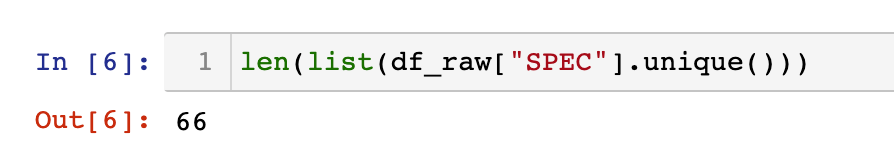 In [6]: 1 len(list(df_raw["SPEC"].unique()))
Out[6]: 66